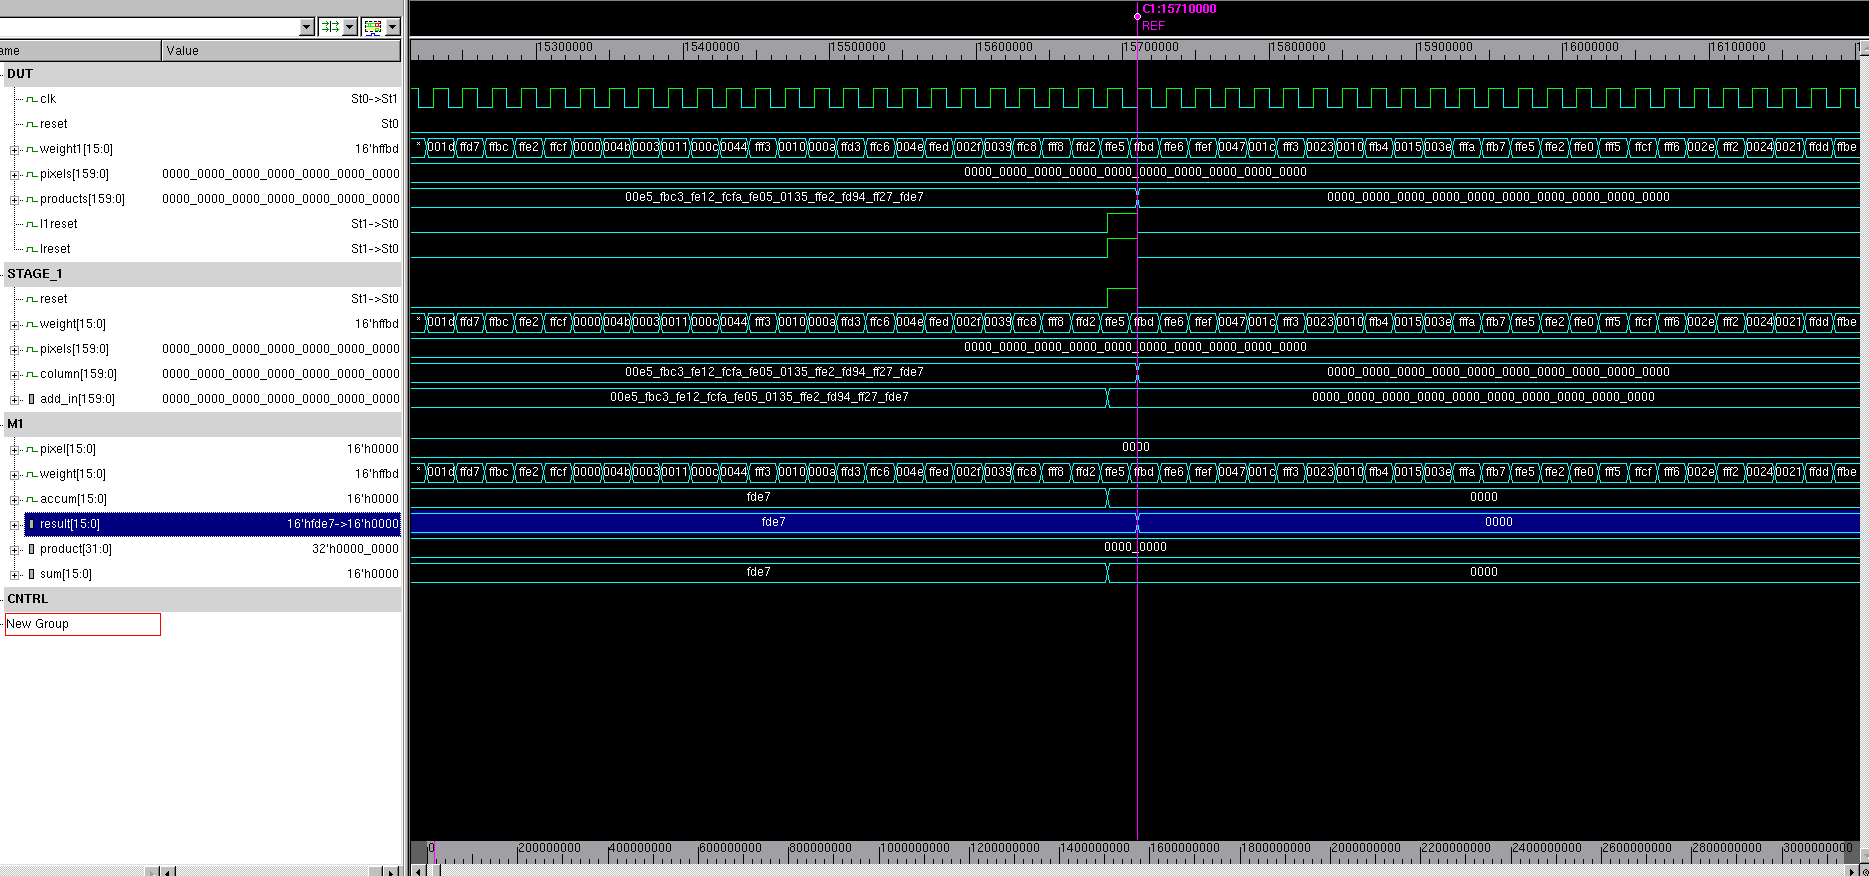 C1:15710000
REF
ame Value
15300000 15400000 15500000 15600000 15700000 15800000 15900000 16000000 16100000
DUT
clk St0->St1
reset St0
weight1[15:0] 16'hffbd * 001d ffd7 ffbc ffe2 ffcf 0000 004b 0003 0011 000c 0044 fff3 0010 000a ffd3 ffc6 004e ffed 002f 0039 ffc8 fff8 ffd2 ffe5 ffbd ffe6 ffef 0047 001c fff3 0023 0010 ffb4 0015 003e fffa ffb7 ffe5 ffe2 ffe0 fff5 ffcf fff6 002e fff2 0024 0021 ffdd ffbe
pixels[159:0] 0000_0000_0000_0000_0000_0000_0000_0000_0000_0000 0000_0000_0000_0000_0000_0000_0000_0000_0000_0000
products[159:0] 0000_0000_0000_0000_0000_0000_0000_0000_0000_0000 00e5_fbc3_fe12_fcfa_fe05_0135_ffe2_fd94_ff27_fde7 0000_0000_0000_0000_0000_0000_0000_0000_0000_0000
l1reset St1->St0
lreset St1->St0
STAGE_1
reset St1->St0
weight[15:0] 16'hffbd * 001d ffd7 ffbc ffe2 ffcf 0000 004b 0003 0011 000c 0044 fff3 0010 000a ffd3 ffc6 004e ffed 002f 0039 ffc8 fff8 ffd2 ffe5 ffbd ffe6 ffef 0047 001c fff3 0023 0010 ffb4 0015 003e fffa ffb7 ffe5 ffe2 ffe0 fff5 ffcf fff6 002e fff2 0024 0021 ffdd ffbe
pixels[159:0] 0000_0000_0000_0000_0000_0000_0000_0000_0000_0000 0000_0000_0000_0000_0000_0000_0000_0000_0000_0000
column[159:0] 0000_0000_0000_0000_0000_0000_0000_0000_0000_0000 00e5_fbc3_fe12_fcfa_fe05_0135_ffe2_fd94_ff27_fde7 0000_0000_0000_0000_0000_0000_0000_0000_0000_0000
add_in[159:0] 0000_0000_0000_0000_0000_0000_0000_0000_0000_0000 00e5_fbc3_fe12_fcfa_fe05_0135_ffe2_fd94_ff27_fde7 0000_0000_0000_0000_0000_0000_0000_0000_0000_0000
M1
pixel[15:0] 16'h0000 0000
weight[15:0] 16'hffbd * 001d ffd7 ffbc ffe2 ffcf 0000 004b 0003 0011 000c 0044 fff3 0010 000a ffd3 ffc6 004e ffed 002f 0039 ffc8 fff8 ffd2 ffe5 ffbd ffe6 ffef 0047 001c fff3 0023 0010 ffb4 0015 003e fffa ffb7 ffe5 ffe2 ffe0 fff5 ffcf fff6 002e fff2 0024 0021 ffdd ffbe
accum[15:0] 16'h0000 fde7 0000
result[15:0] 16'hfde7->16'h0000 fde7 0000
product[31:0] 32'h0000_0000 0000_0000
sum[15:0] 16'h0000 fde7 0000
CNTRL
New Group
0 200000000 400000000 600000000 800000000 1000000000 1200000000 1400000000 1600000000 1800000000 2000000000 2200000000 2400000000 2600000000 2800000000 3000000000